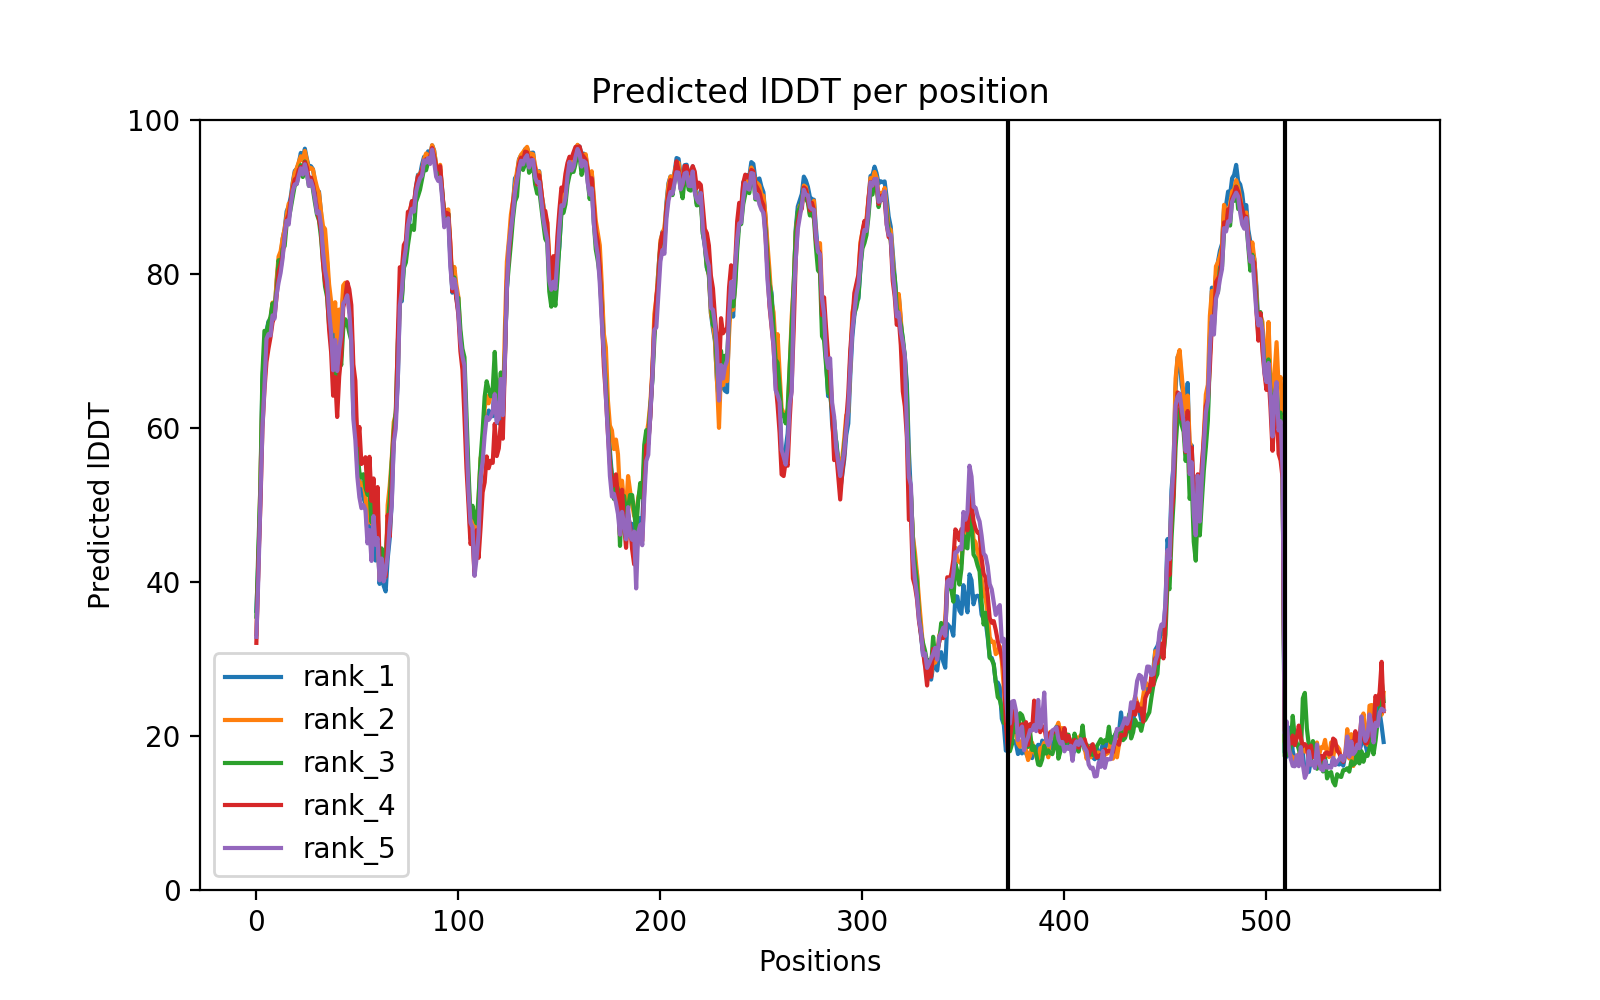 Predicted lDDT per position
100
80
60
40
20
0
Predicted lDDT
rank_1
rank_2
rank_3
rank_4
rank_5
0 100 200 300 400 500
Positions